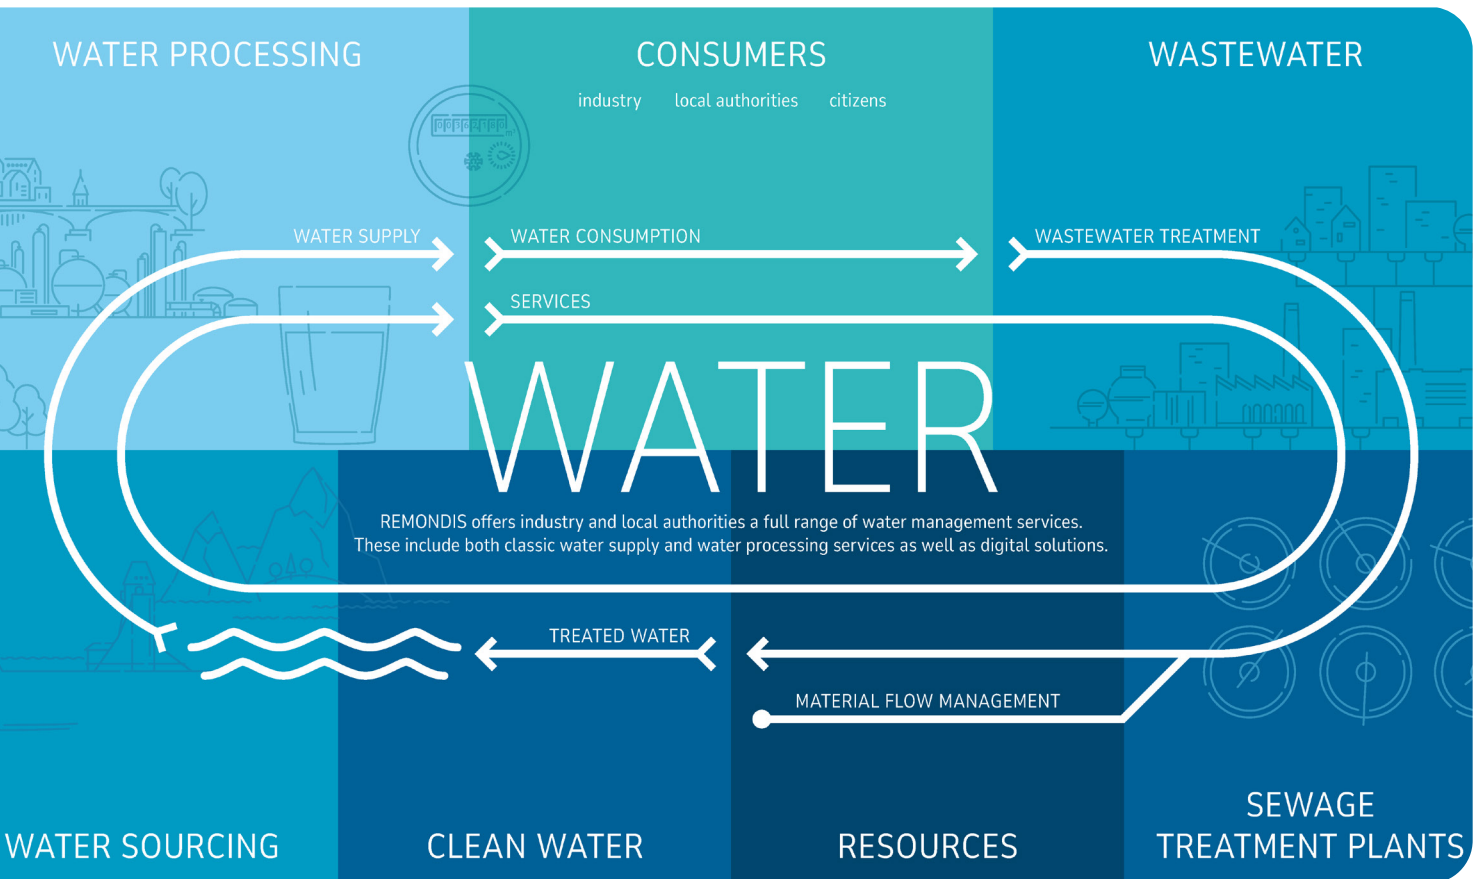 WATER PROCESSING
CONSUMERS
WASTEWATER
industry local authorities citizens
WATER SUPPLY
WATER CONSUMPTION
WASTEWATER TREATMENT
SERVICES
WATER
REMONDIS offers industry and local authorities a full range of water management services.
These include both classic water supply and water processing services as well as digital solutions.
TREATED WATER
MATERIAL FLOW MANAGEMENT
WATER SOURCING
CLEAN WATER
RESOURCES
SEWAGE
TREATMENT PLANTS